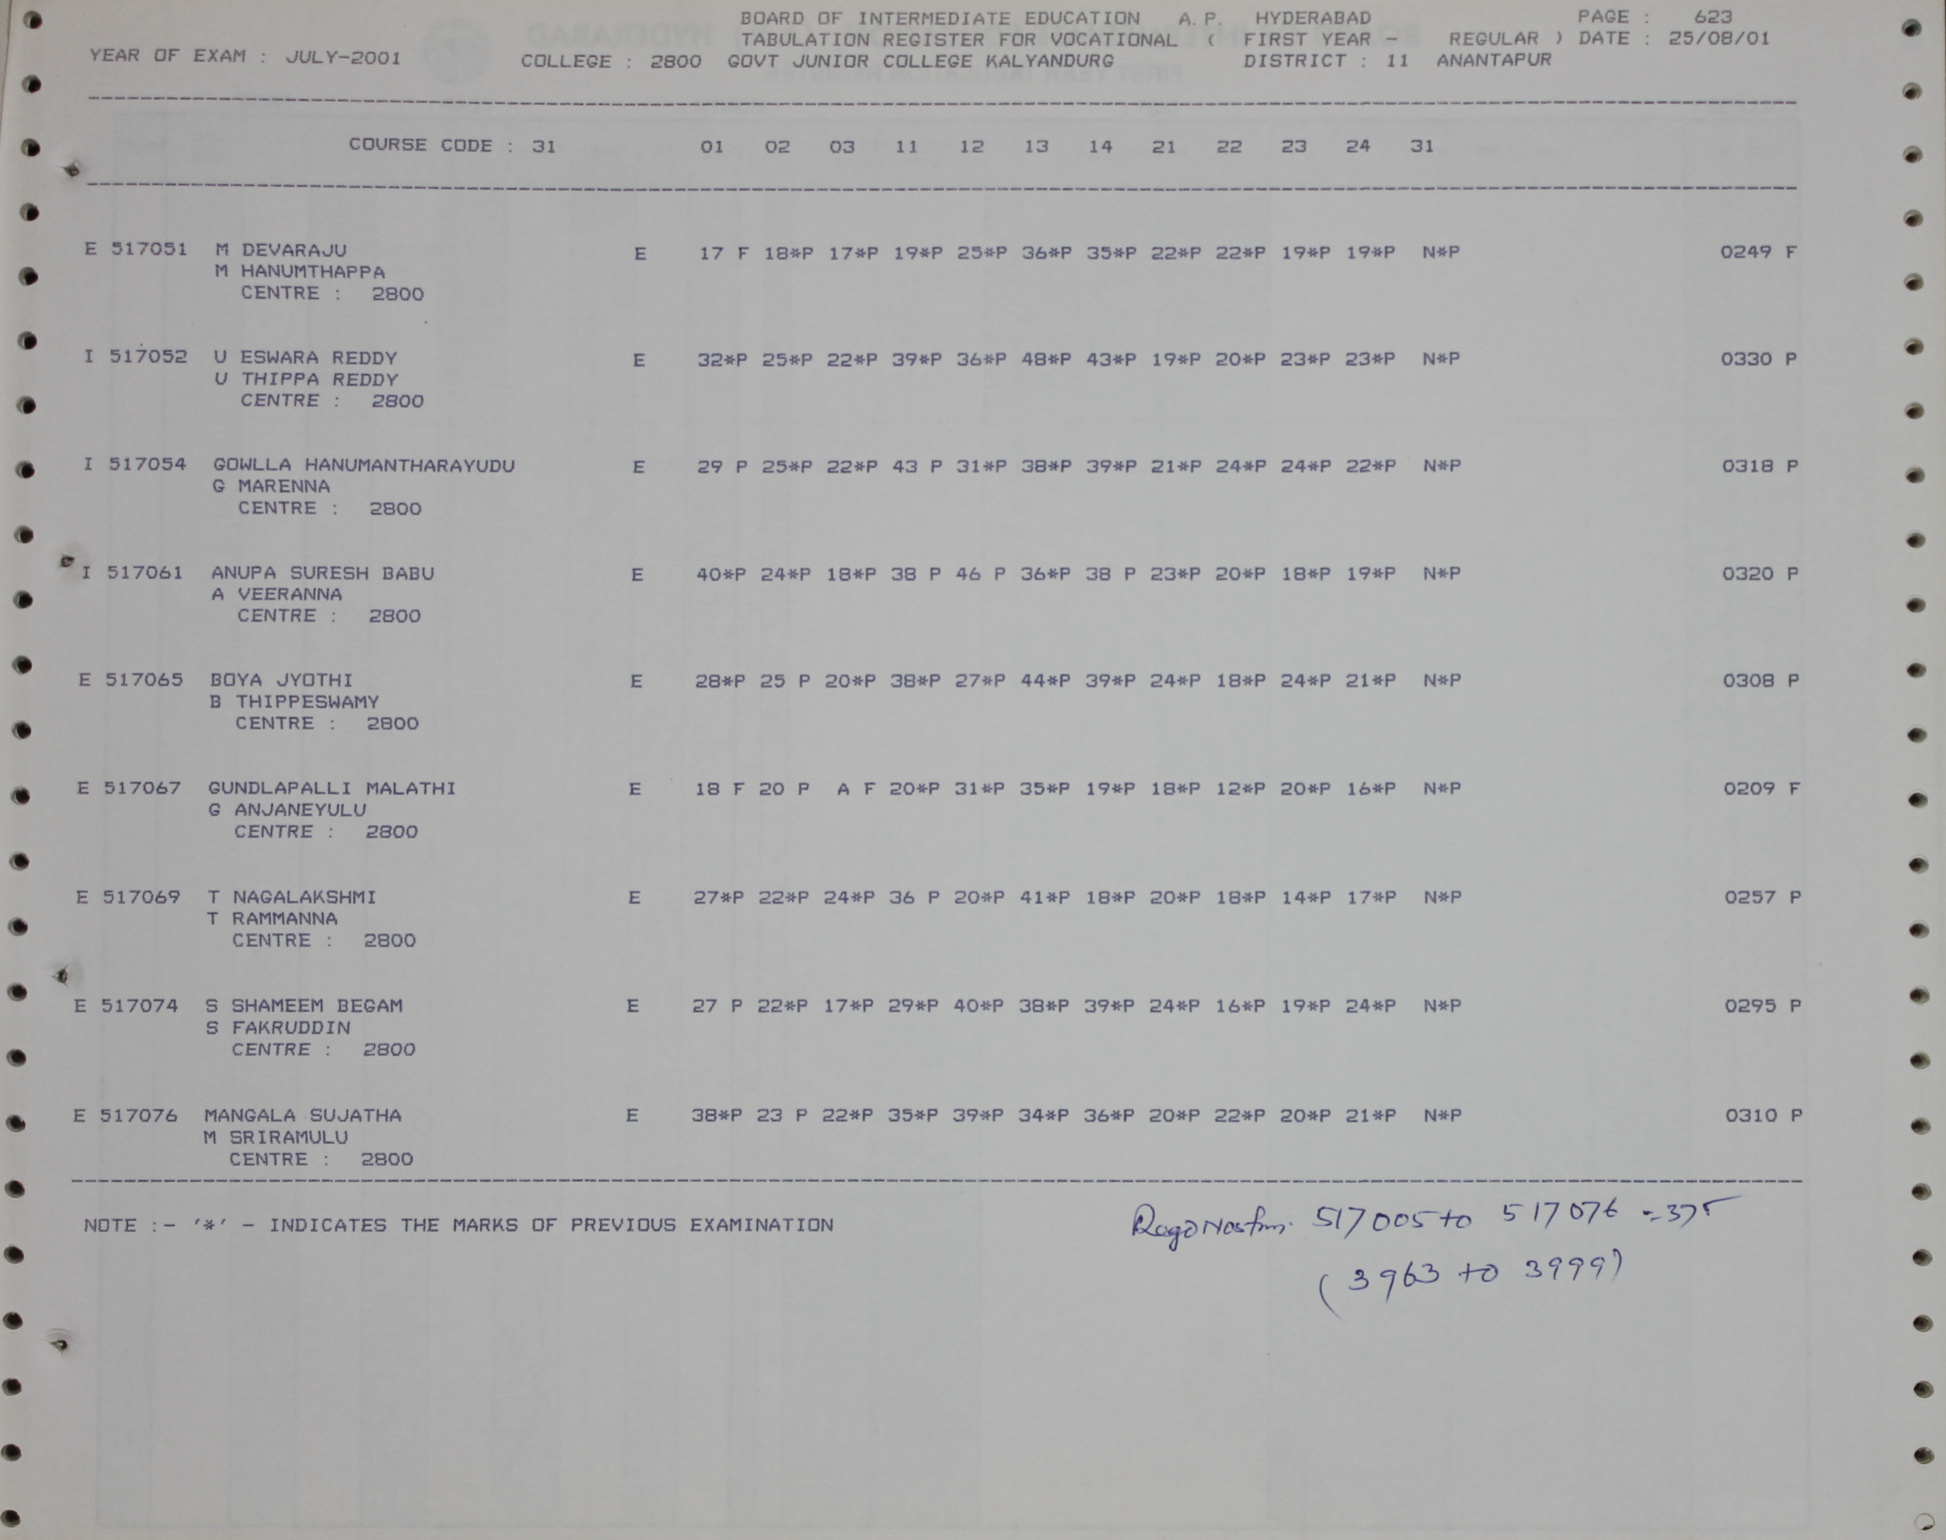 BOARD OF INTERMEDIATE EDUCATION A.P. HYDERABAD PAGE : 623
TABULATION REGISTER FOR VOCATIONAL ( FIRST YEAR - REGULAR ) DATE : 25/08/01
YEAR OF EXAM : JULY-2001 COLLEGE : 2800 GOVT JUNIOR COLLEGE KALYANDURG DISTRICT : 11 ANANTAPUR
COURSE CODE : 31 01 02 03 11 12 13 14 21 22 23 24 31
E 517051 M DEVARAJU E 17 F 18*P 17*P 19*P 25*P 36*P 35*P 22*P 22*P 19*P 19*P N*P 0249 F
M HANUMTHAPPA
CENTRE : 2800
I 517052 U ESWARA REDDY E 32*P 25*P 22*P 39*P 36*P 48*P 43*P 19*P 20*P 23*P 23*P N*P 0330 P
U THIPPA REDDY
CENTRE : 2800
I 517054 GOWLLA HANUMANTHARAYUDU E 29 P 25*P 22*P 43 P 31*P 38*P 39*P 21*P 24*P 24*P 22*P N*P 0318 P
G MARENNA
CENTRE : 2800
I 517061 ANUPA SURESH BABU E 40*P 24*P 18*P 38 P 46 P 36*P 38 P 23*P 20*P 18*P 19*P N*P 0320 P
A VEERANNA
CENTRE : 2800
E 517065 BOYA JYOTHI E 28*P 25 P 20*P 38*P 27*P 44*P 39*P 24*P 18*P 24*P 21*P N*P 0308 P
B THIPPESWAMY
CENTRE : 2800
E 517067 GUNDLAPALLI MALATHI E 18 F 20 P A F 20*P 31*P 35*P 19*P 18*P 12*P 20*P 16*P N*P 0209 F
G ANJANEYULU
CENTRE : 2800
E 517069 T NAGALAKSHMI E 27*P 22*P 24*P 36 P 20*P 41*P 18*P 20*P 18*P 14*P 17*P N*P 0257 P
T RAMMANNA
CENTRE : 2800
E 517074 S SHAMEEM BEGAM E 27 P 22*P 17*P 29*P 40*P 38*P 39*P 24*P 16*P 19*P 24*P N*P 0295 P
S FAKRUDDIN
CENTRE : 2800
E 517076 MANGALA SUJATHA E 38*P 23 P 22*P 35*P 39*P 34*P 36*P 20*P 22*P 20*P 21*P N*P 0310 P
M SRIRAMULU
CENTRE : 2800
NOTE :- '*' - INDICATES THE MARKS OF PREVIOUS EXAMINATION
517005 to 517076
(3963 to 3999)